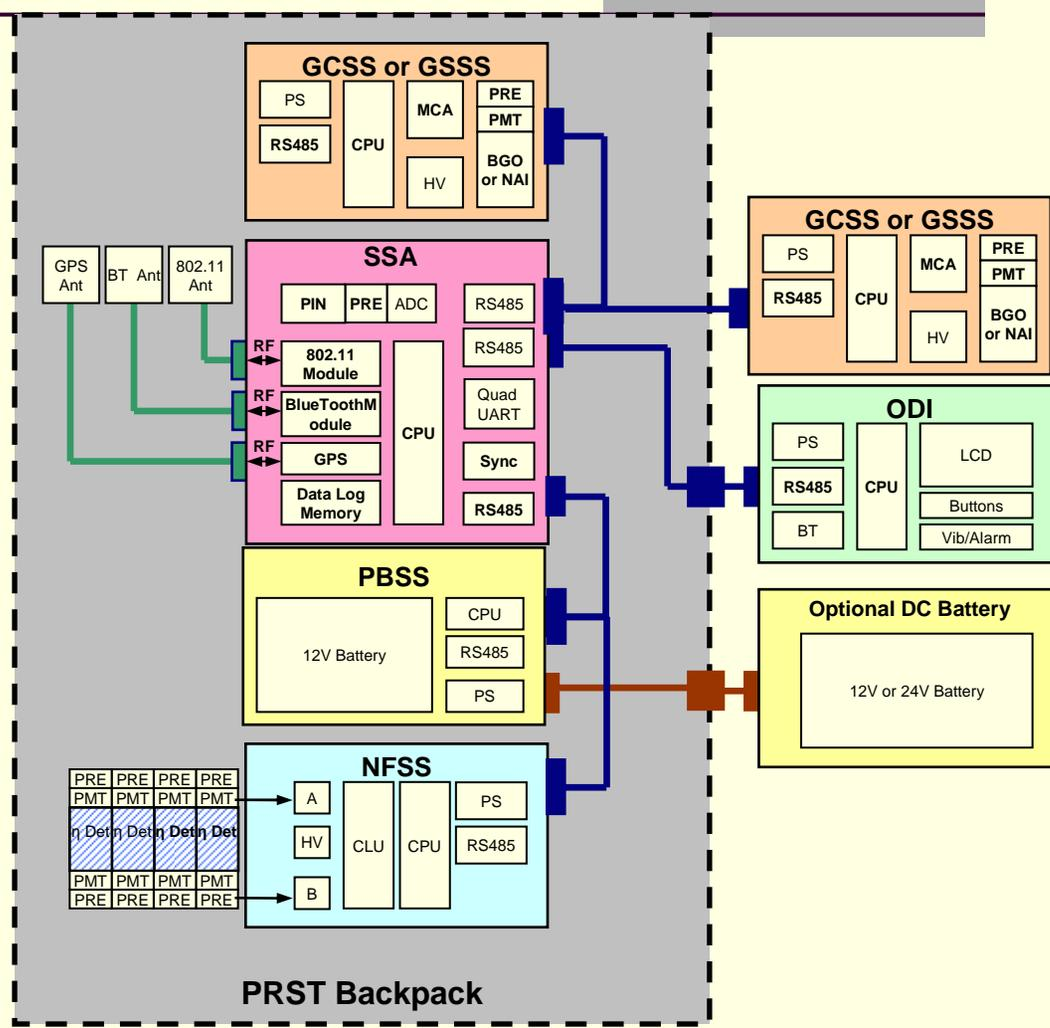 GCSS or GSSS
PS
RS485
CPU
MCA
HV
PRE
PMT
BGO
or NAI
GPS
Ant
BT Ant
802.11
Ant
SSA
PIN
PRE
ADC
RS485
RS485
RF
802.11
Module
RF
BlueToothM
odule
RF
GPS
Data Log
Memory
CPU
Quad
UART
Sync
RS485
PBSS
12V Battery
CPU
RS485
PS
NFSS
PRE PRE PRE PRE
PMT PMT PMT PMT
η Det η Det η Det η Det
PMT PMT PMT PMT
PRE PRE PRE PRE
A
HV
B
CLU
CPU
PS
RS485
PRST Backpack
GCSS or GSSS
PS
RS485
CPU
MCA
HV
PRE
PMT
BGO
or NAI
ODI
PS
RS485
BT
CPU
LCD
Buttons
Vib/Alarm
Optional DC Battery
12V or 24V Battery